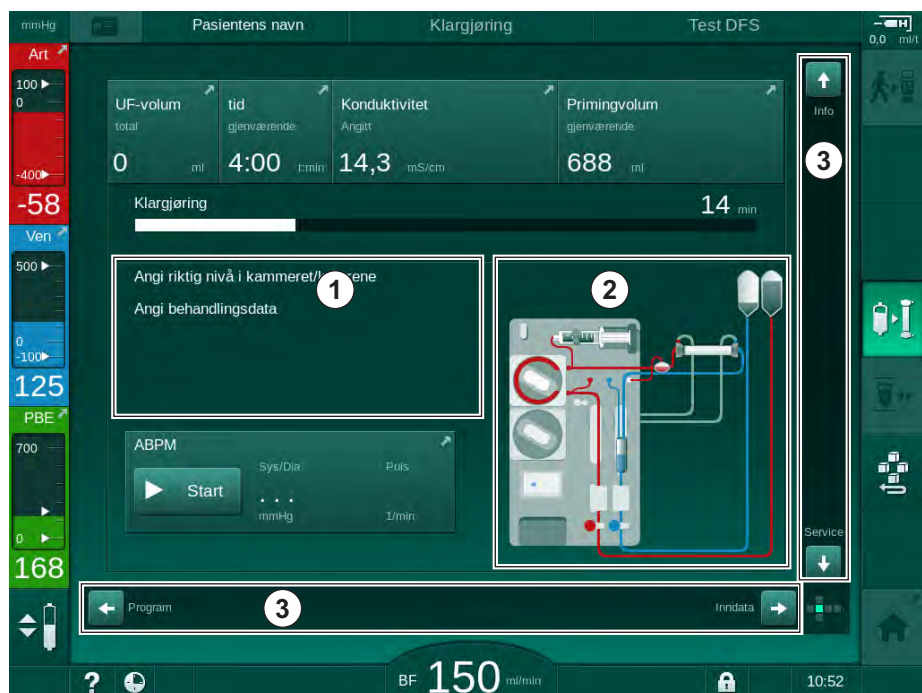 mmHg
Pasientens navn
Klargjøring
Test DFS
0,0 ml/t
Art
100
0
-400
-58
Ven
500
0
-100
125
PBE
700
0
168
UF-volum
total
0 ml
tid
gjenværende
4:00 t:min
Konduktivitet
Angitt
14,3 mS/cm
Primingvolum
gjenværende
688 ml
Klargjøring
14 min
Angi riktig nivå i
Angi behandlingsdata
1
2
ABPM
Start
Sys/Dia
. . .
mmHg
Puls
1/min
Info
3
Service
Program
3
Inndata
?
BF 150 ml/min
10:52